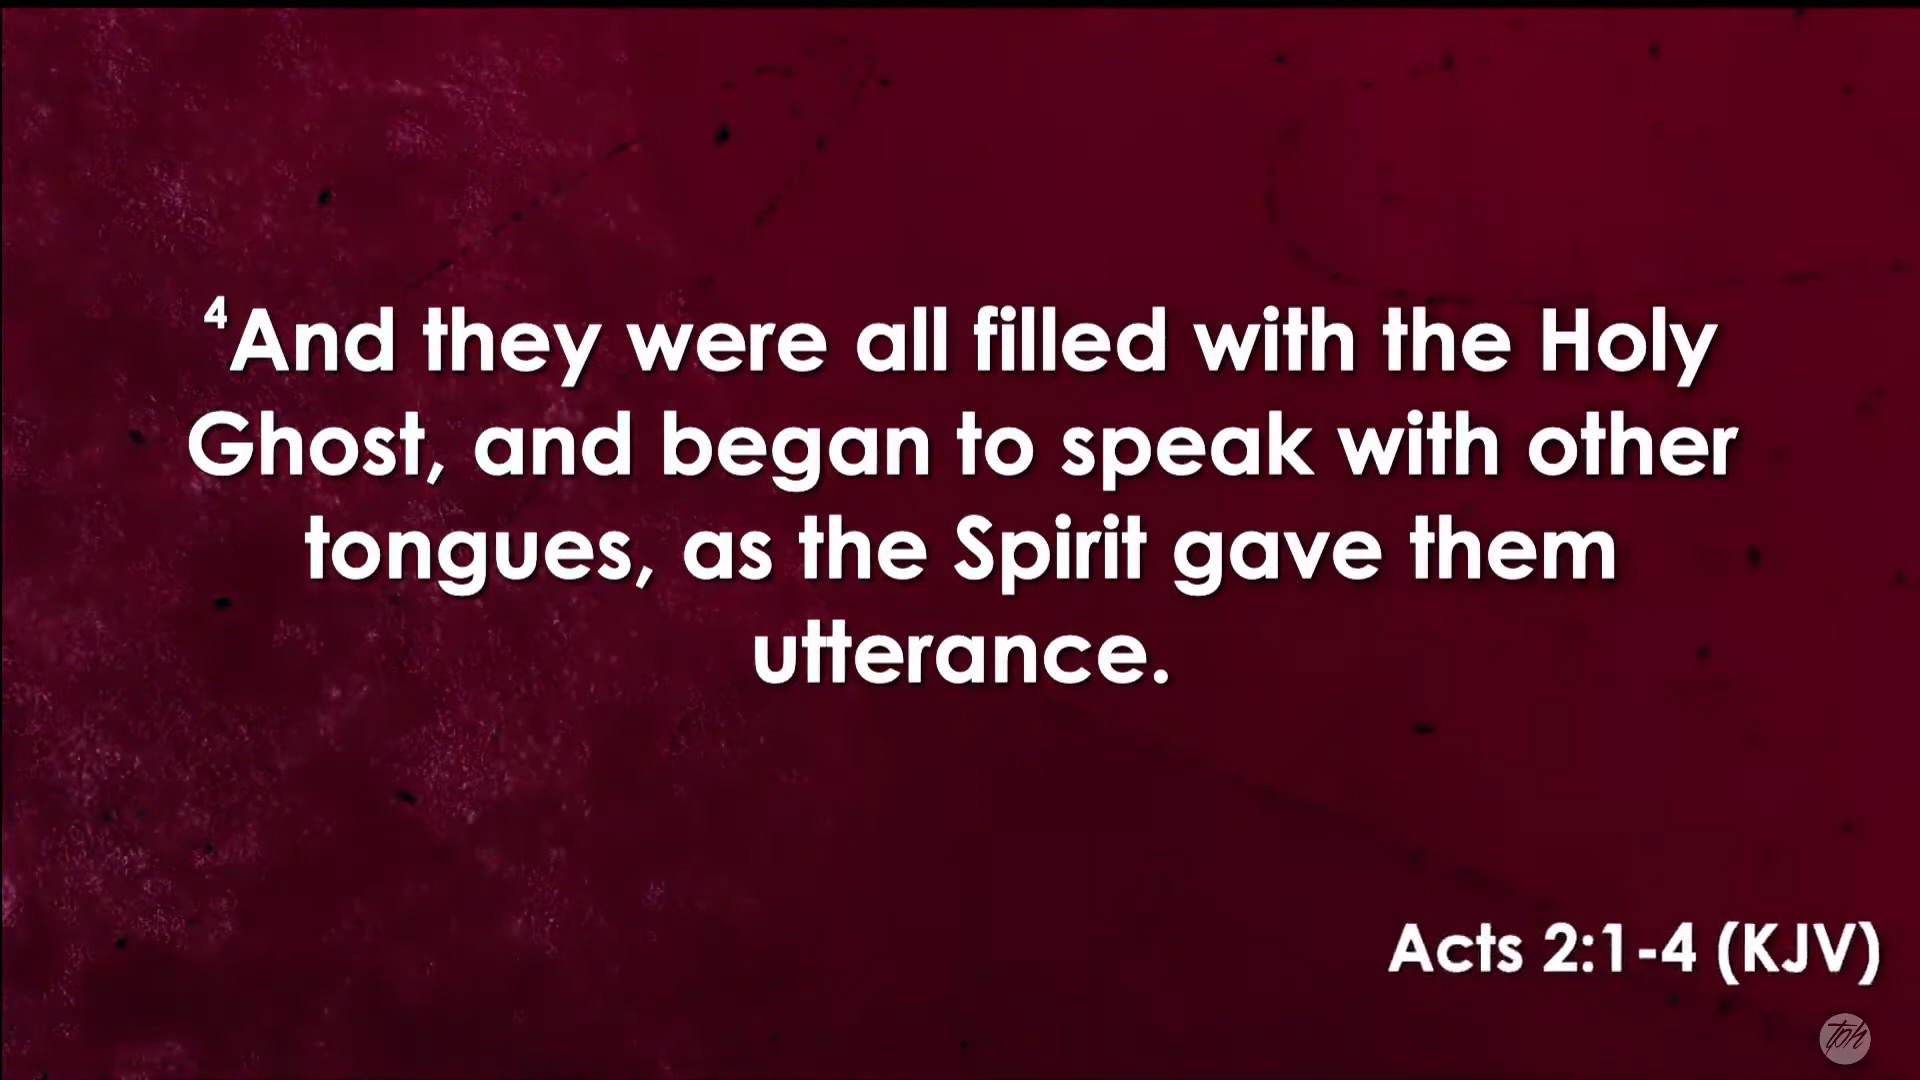 ⁴And they were all filled with the Holy
Ghost, and began to speak with other
tongues, as the Spirit gave them
utterance.
Acts 2:1-4 (KJV)
tph